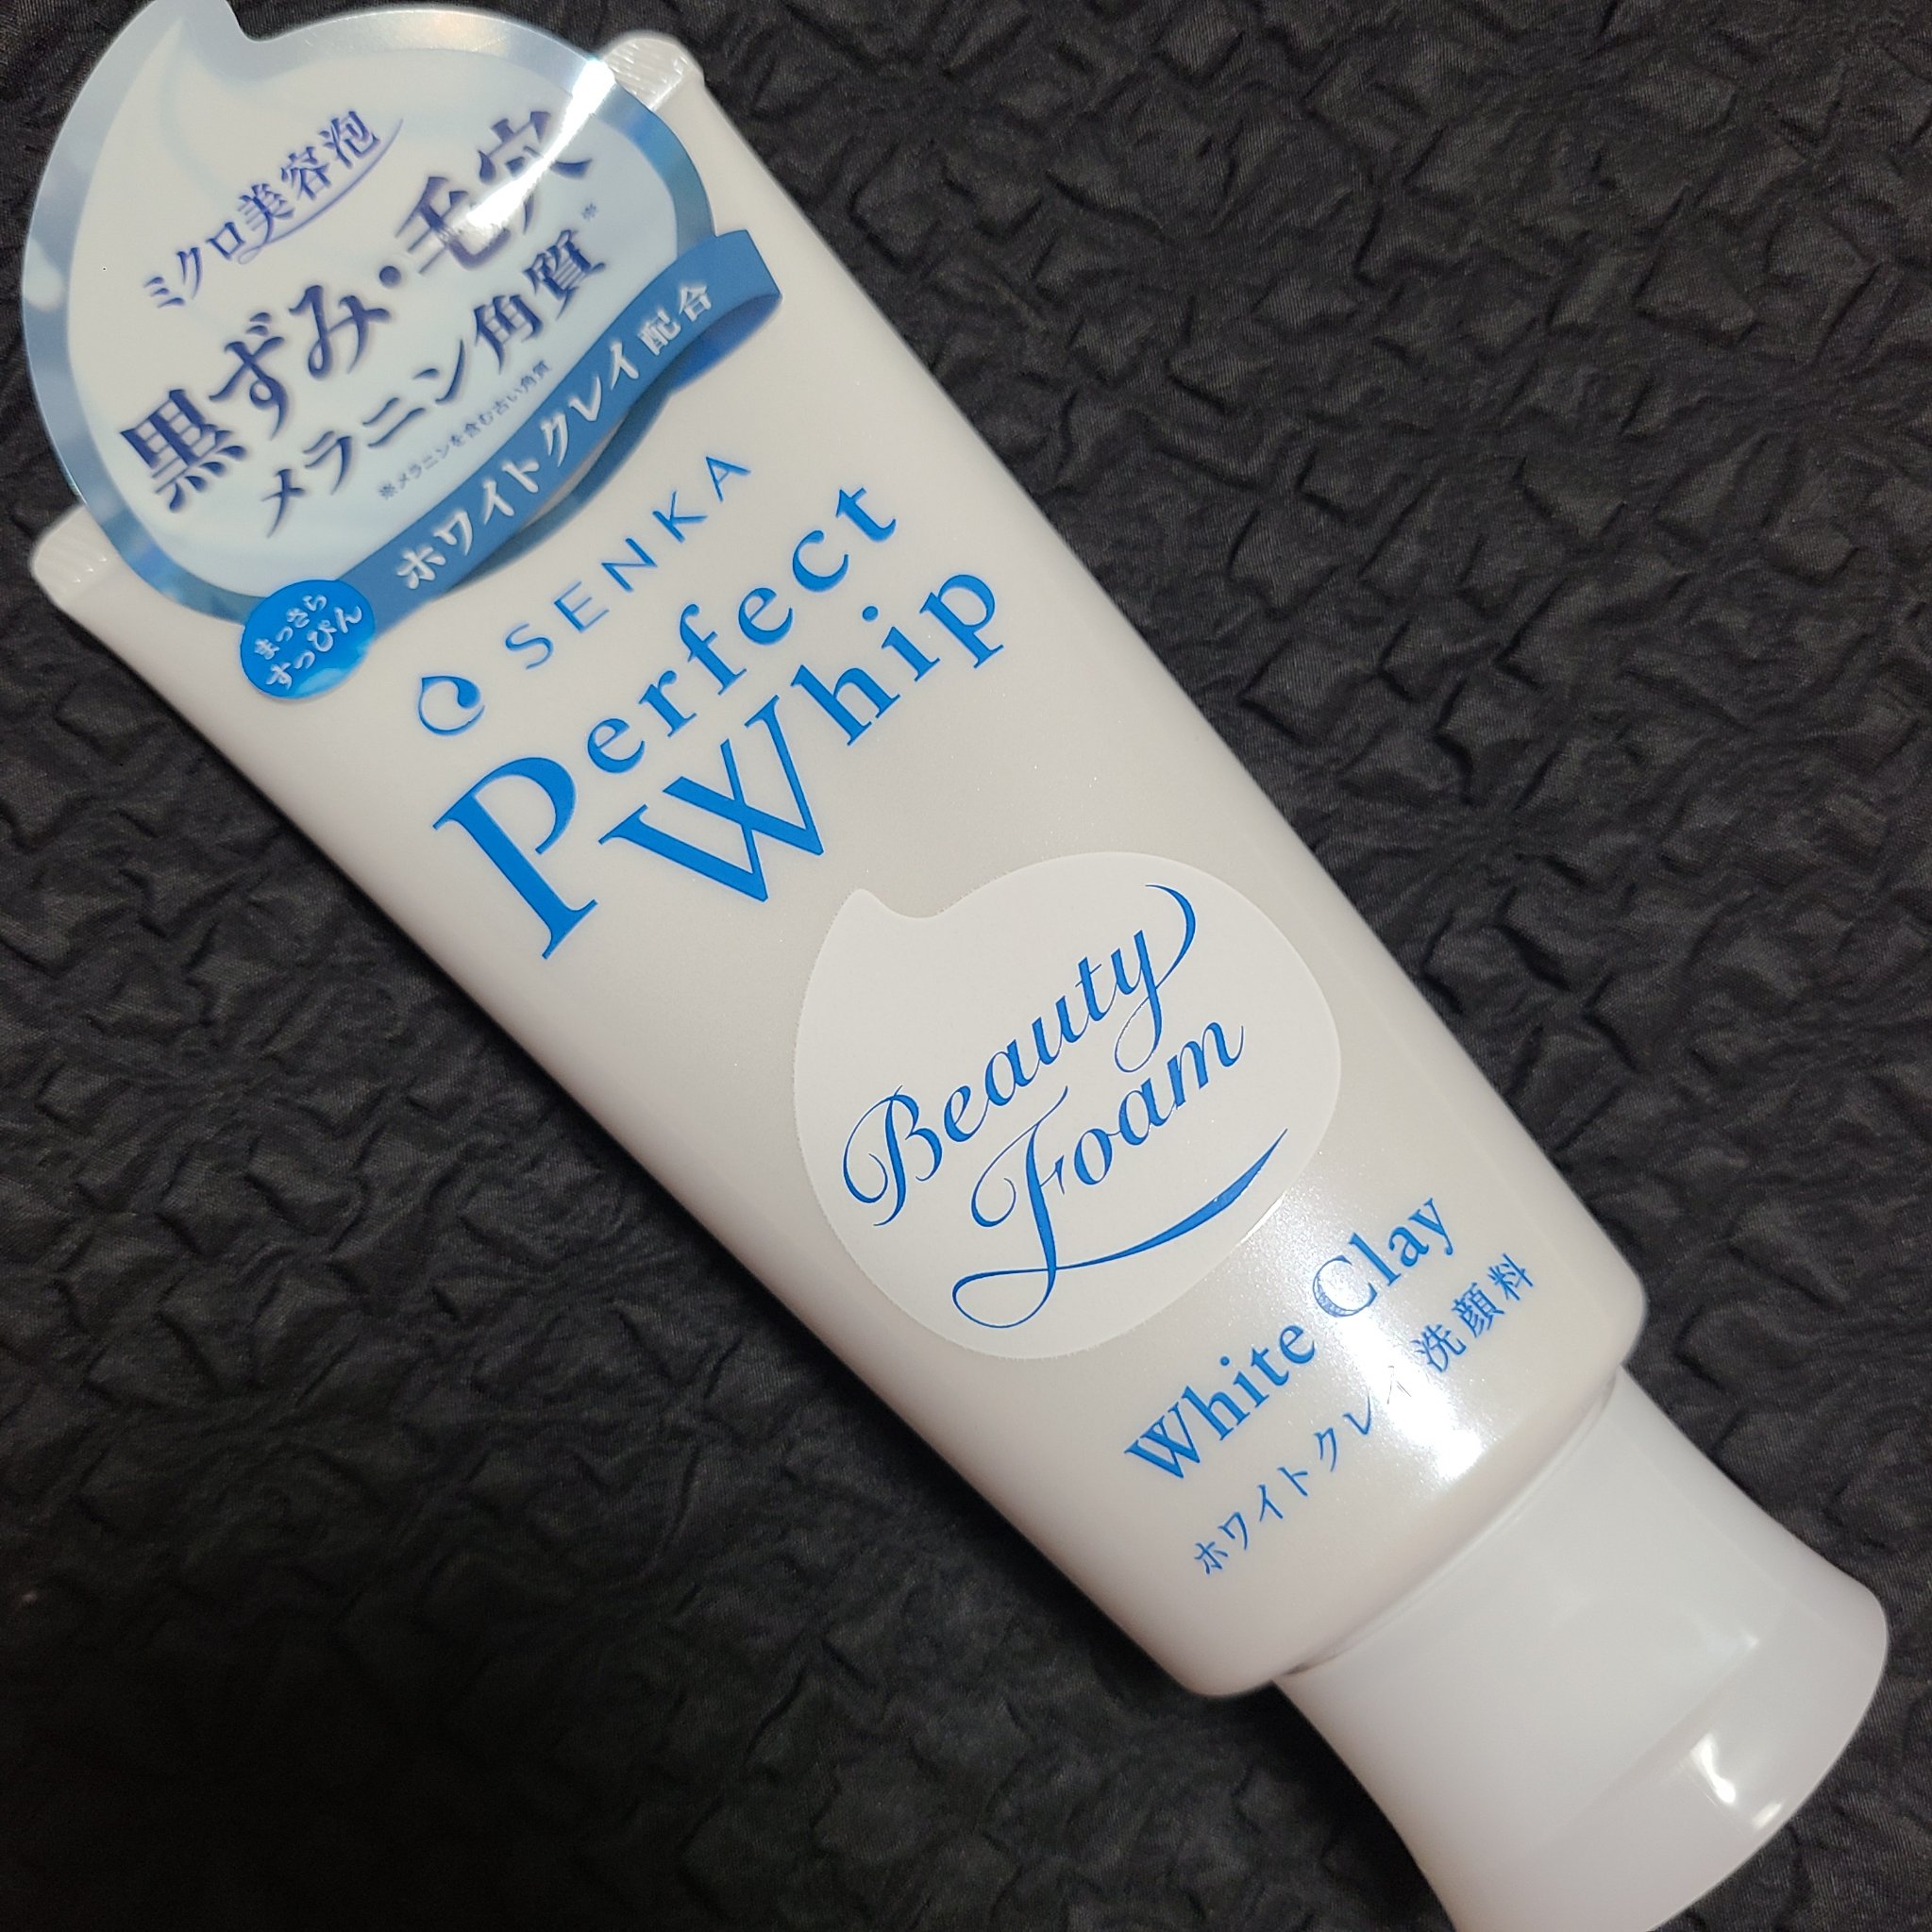 ミクロ美容泡
黒ずみ・毛穴
メラニン角質※
※メラニンを含む古い角質
ホワイトクレイ配合
まっさら
すっぴん
SENKA
Perfect
Whip
Beauty
Foam
White Clay
ホワイトクレイ洗顔料